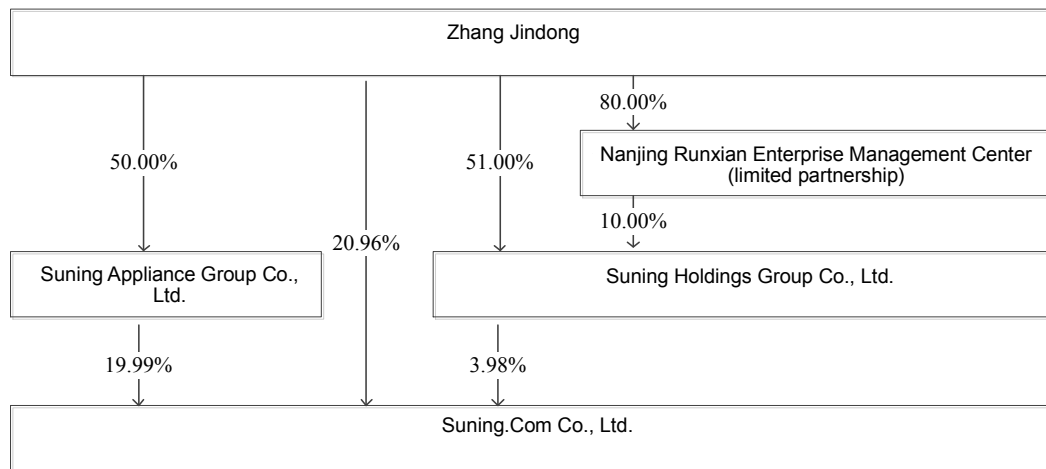 Zhang Jindong
80.00%
50.00%
51.00%
Nanjing Runxian Enterprise Management Center
(limited partnership)
10.00%
20.96%
Suning Appliance Group Co.,
Ltd.
Suning Holdings Group Co., Ltd.
19.99%
3.98%
Suning.Com Co., Ltd.